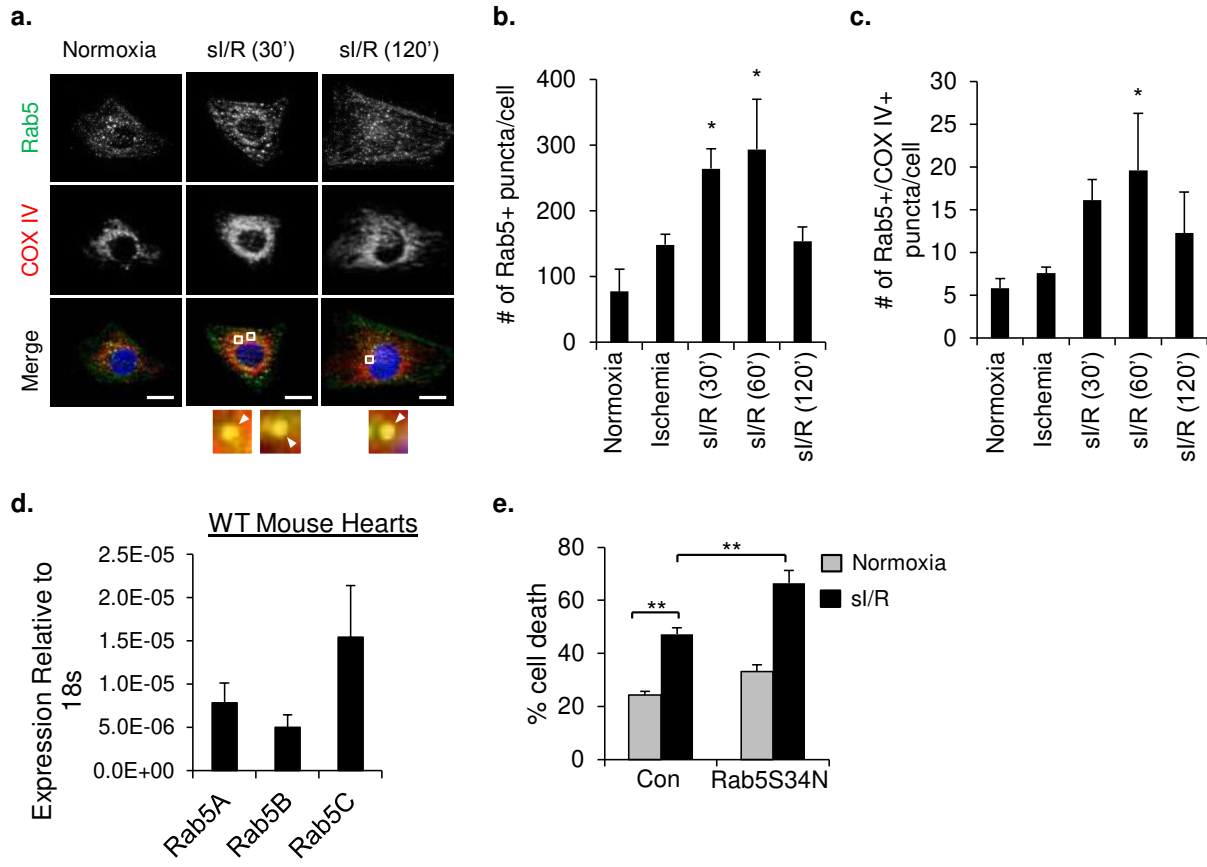 a.
Normoxia
sI/R (30')
sI/R (120')
Rab5
COX IV
Merge
b.
# of Rab5+ puncta/cell
400
300
200
100
0
*
*
Normoxia
Ischemia
sI/R (30')
sI/R (60')
sI/R (120')
c.
# of Rab5+/COX IV+
puncta/cell
30
25
20
15
10
5
0
*
Normoxia
Ischemia
sI/R (30')
sI/R (60')
sI/R (120')
d.
WT Mouse Hearts
Expression Relative to
18s
2.5E-05
2.0E-05
1.5E-05
1.0E-05
5.0E-06
0.0E+00
Rab5A
Rab5B
Rab5C
e.
% cell death
80
60
40
20
0
**
**
Normoxia
sI/R
Con
Rab5S34N